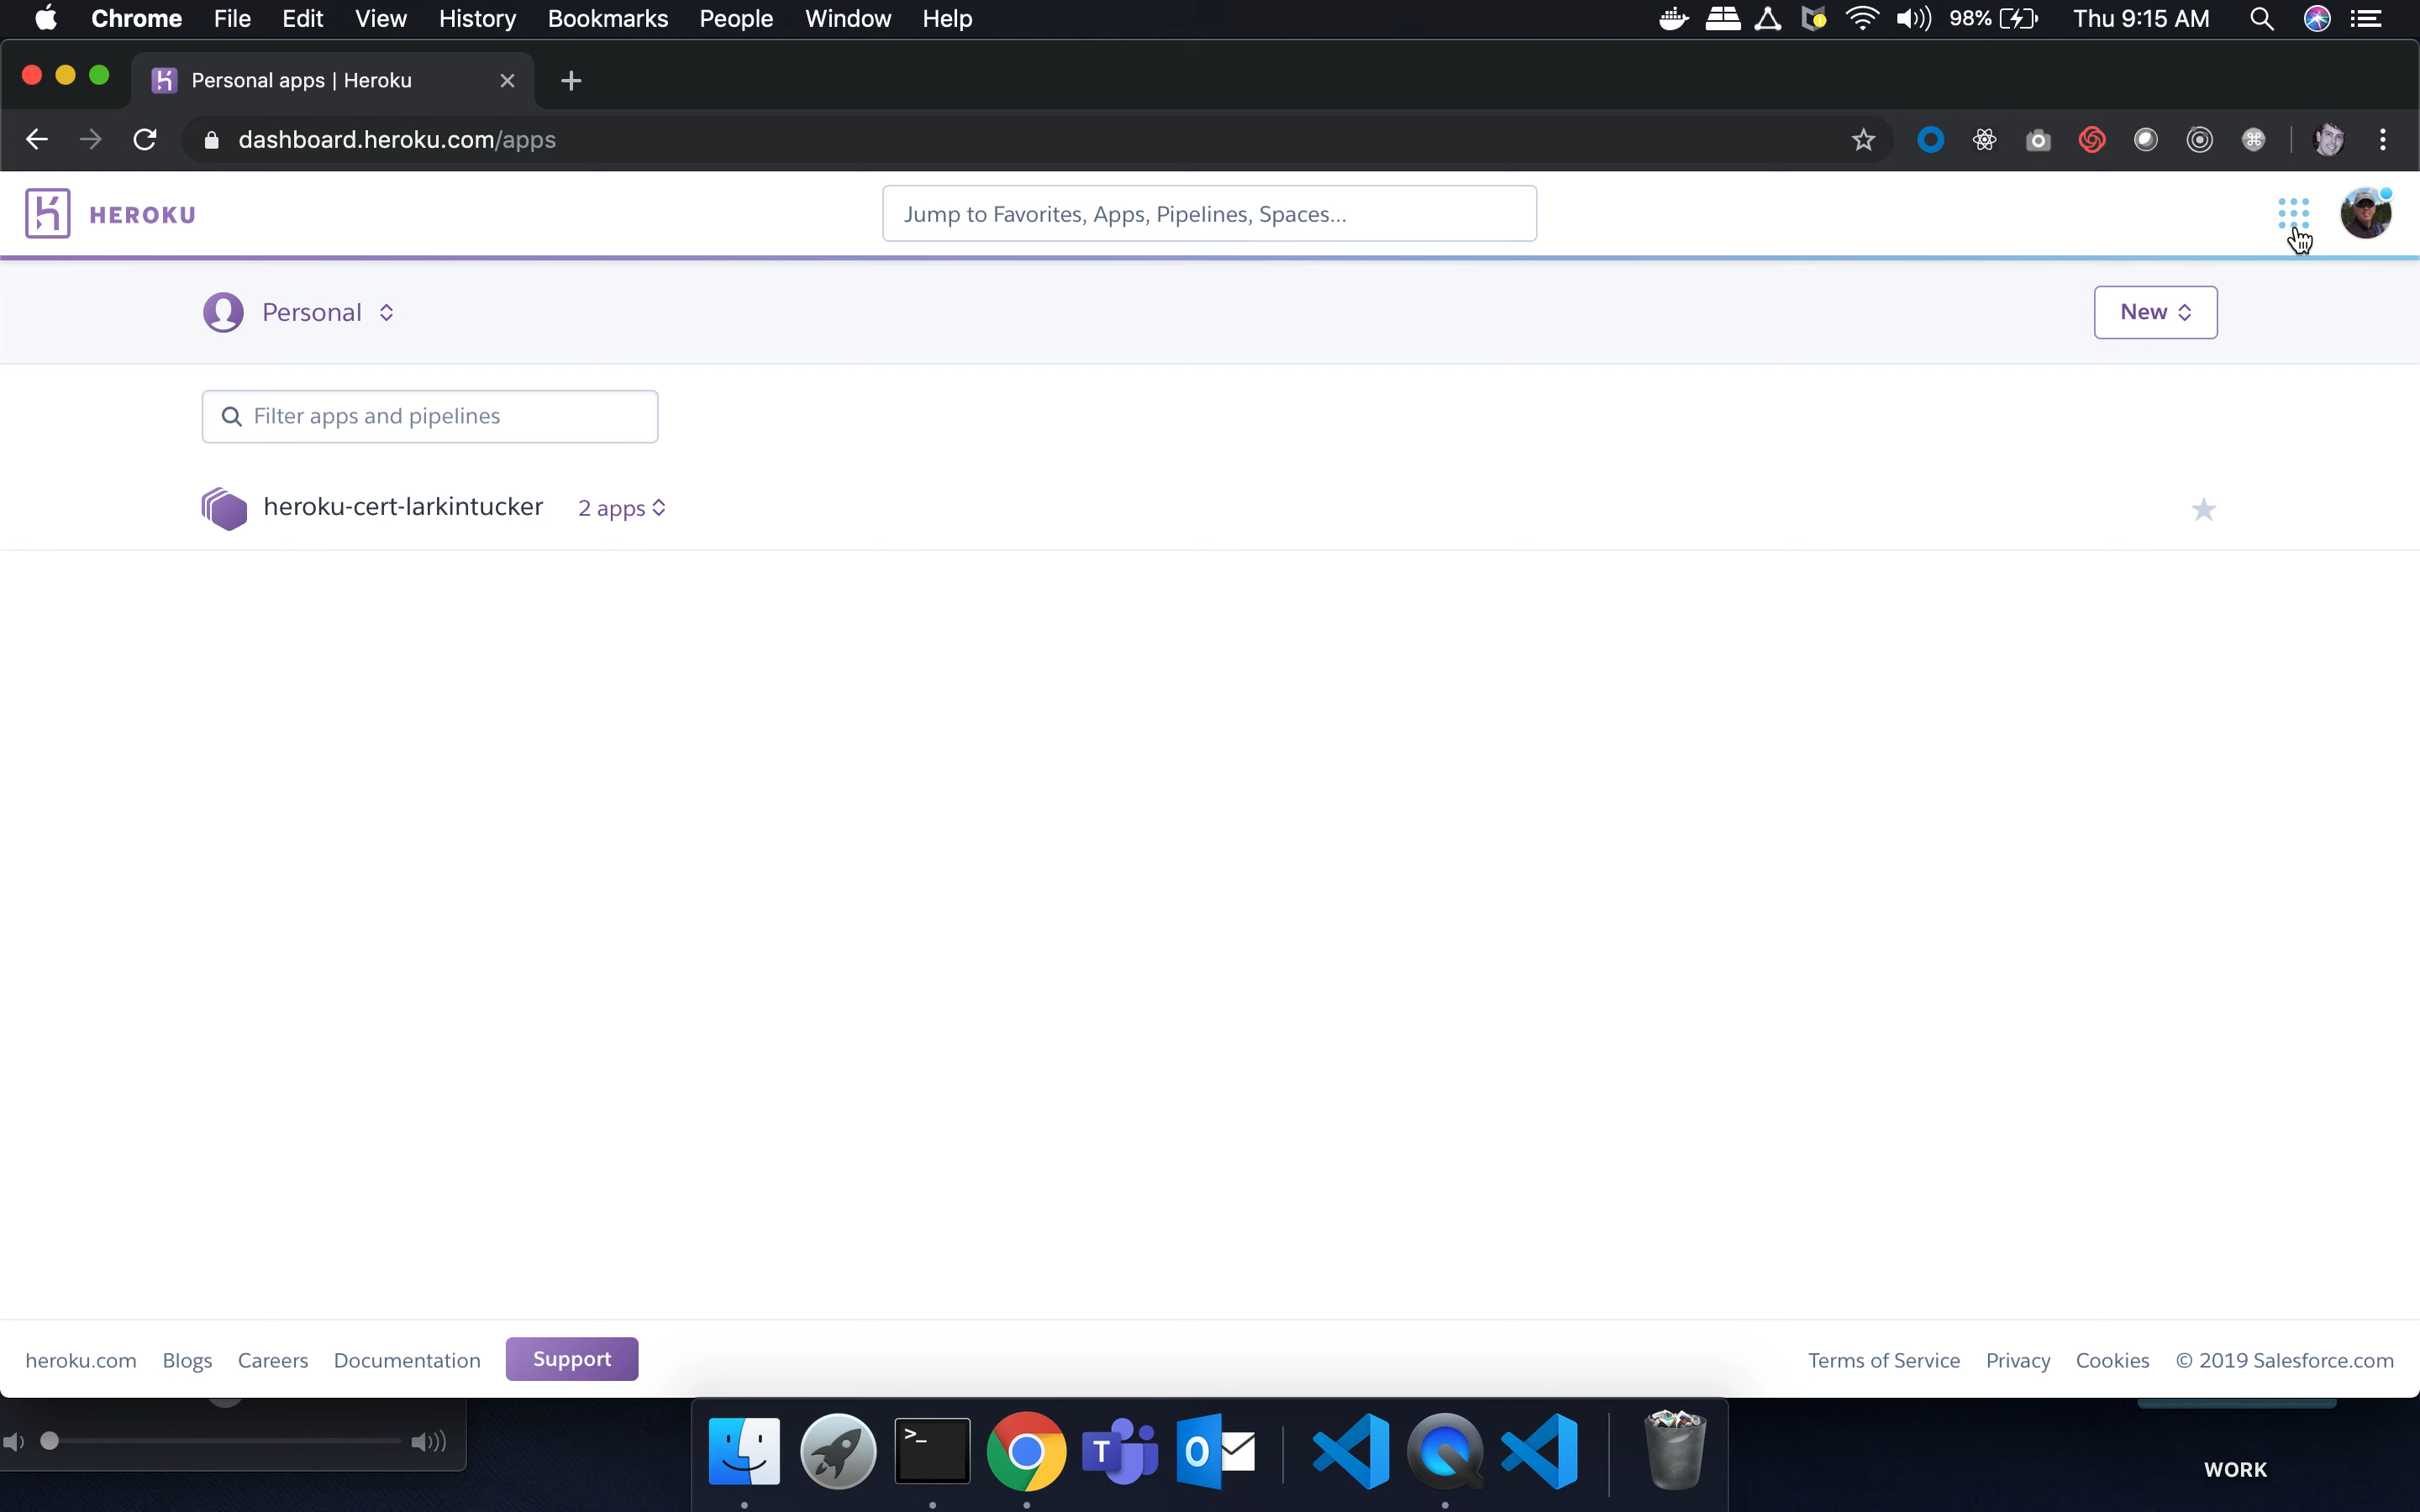 Chrome File Edit View History Bookmarks People Window Help 98% Thu 9:15 AM
Personal apps | Heroku
dashboard.heroku.com/apps
HEROKU Jump to Favorites, Apps, Pipelines, Spaces...
Personal New
Filter apps and pipelines
heroku-cert-larkintucker 2 apps
heroku.com Blogs Careers Documentation Support Terms of Service Privacy Cookies © 2019 Salesforce.com
>_ T O
WORK